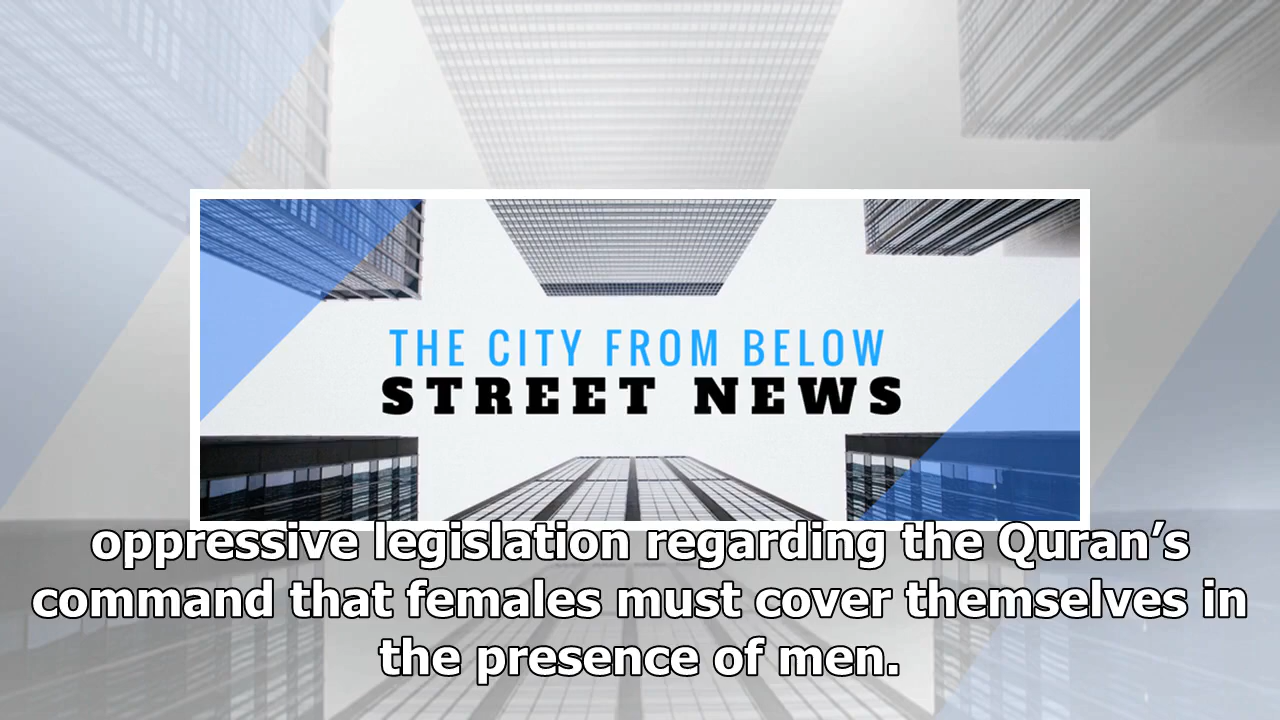 THE CITY FROM BELOW
STREET NEWS
oppressive legislation regarding the Quran’s
command that females must cover themselves in
the presence of men.